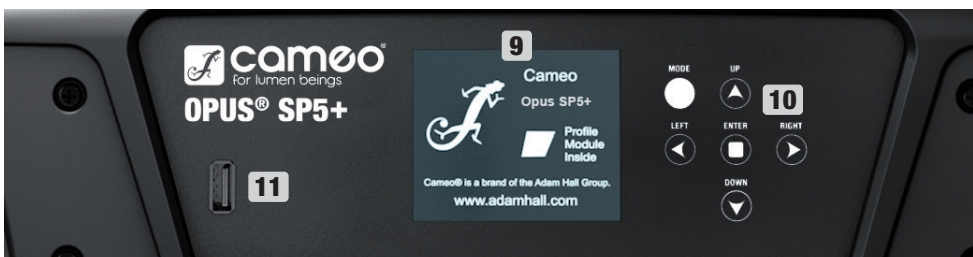 cameo®
for lumen beings
OPUS® SP5+
11
9
Cameo
Opus SP5+
Profile
Module
Inside
Cameo® is a brand of the Adam Hall Group.
www.adamhall.com
MODE
UP
10
LEFT
ENTER
RIGHT
DOWN